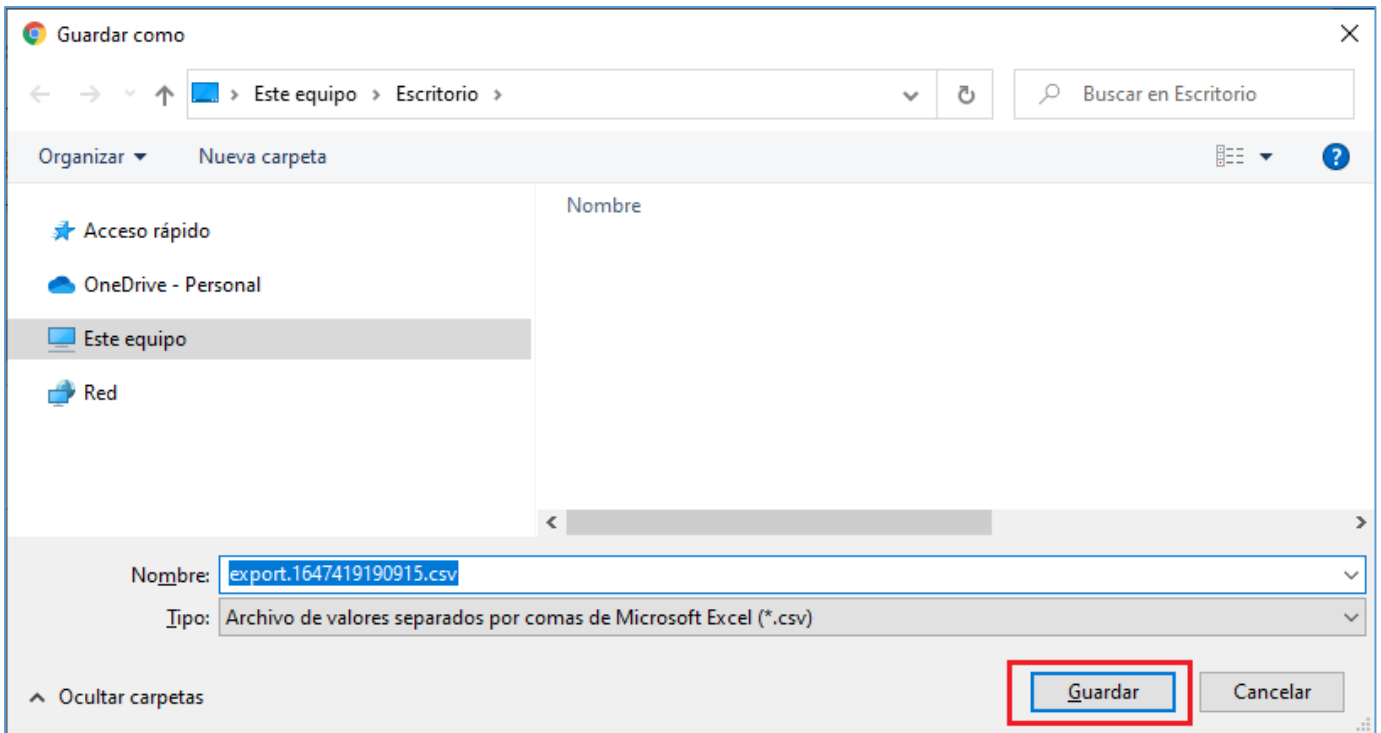 Guardar como
Este equipo > Escritorio >
Buscar en Escritorio
Organizar
Nueva carpeta
Nombre
Acceso rápido
OneDrive - Personal
Este equipo
Red
Nombre: export.1647419190915.csv
Tipo: Archivo de valores separados por comas de Microsoft Excel (*.csv)
Ocultar carpetas
Guardar
Cancelar